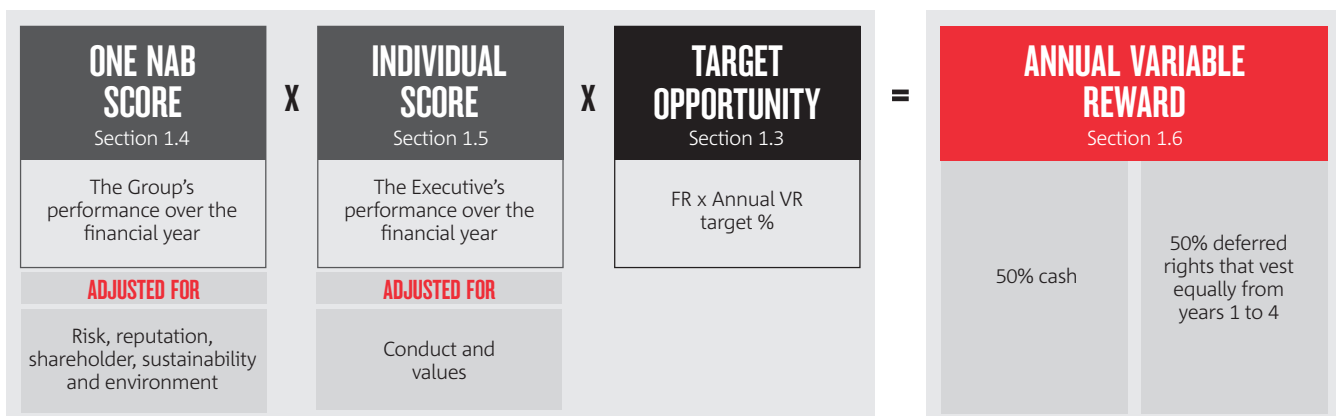 ONE NAB
SCORE
Section 1.4
The Group’s
performance over the
financial year
ADJUSTED FOR
Risk, reputation,
shareholder, sustainability
and environment
X
INDIVIDUAL
SCORE
Section 1.5
The Executive’s
performance over the
financial year
ADJUSTED FOR
Conduct and
values
X
TARGET
OPPORTUNITY
Section 1.3
FR x Annual VR
target %
=
ANNUAL VARIABLE
REWARD
Section 1.6
50% cash
50% deferred
rights that vest
equally from
years 1 to 4